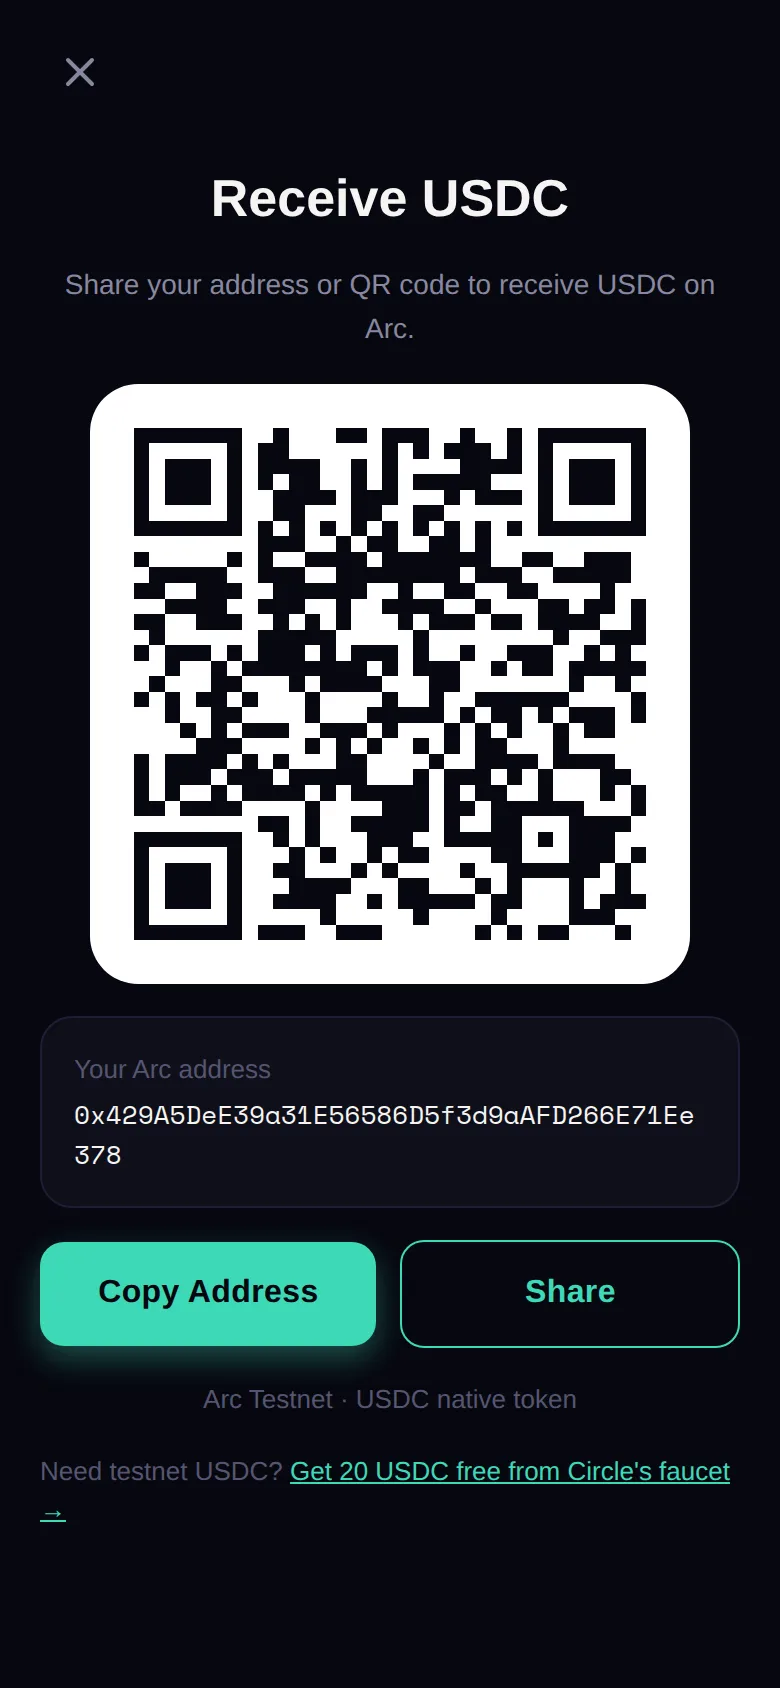 Receive USDC
Share your address or QR code to receive USDC on
Arc.
Your Arc address
0x429A5DeE39a31E56586D5f3d9aAFD266E71Ee
378
Copy Address
Share
Arc Testnet · USDC native token
Need testnet USDC? Get 20 USDC free from Circle's faucet
→